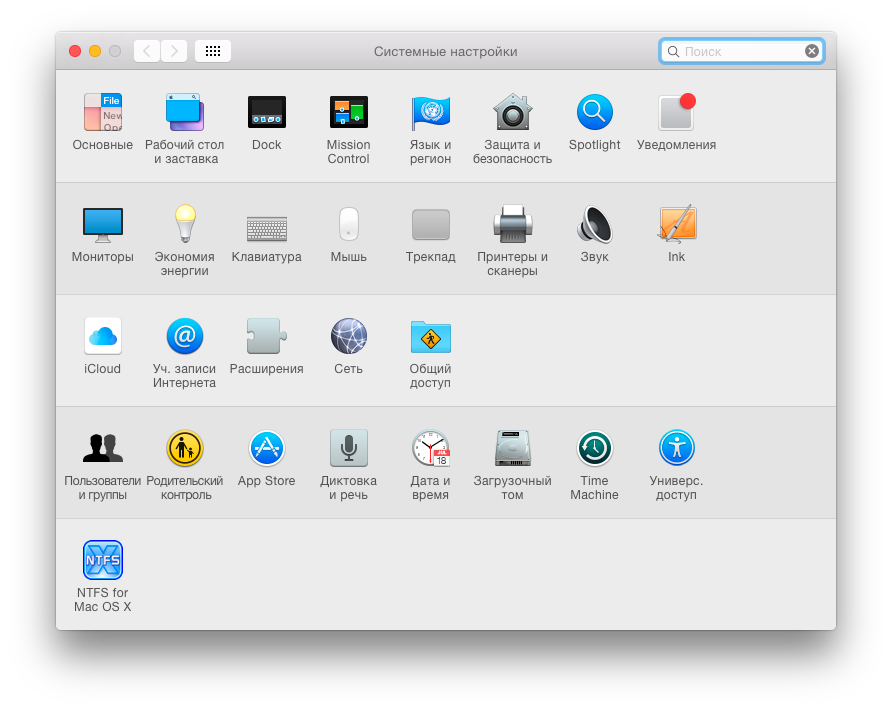 Системные настройки
Поиск
File
New
Ope
Основные
Рабочий стол
и заставка
Dock
Mission
Control
Язык и
регион
Защита и
безопасность
Spotlight
Уведомления
Мониторы
Экономия
энергии
Клавиатура
Мышь
Трекпад
Принтеры и
сканеры
Звук
Ink
iCloud
@
Уч. записи
Интернета
Расширения
Сеть
Общий
доступ
JUL
18
Пользователи
и группы
Родительский
контроль
App Store
Диктовка
и речь
Дата и
время
Загрузочный
том
Time
Machine
Универс.
доступ
NTFS
NTFS for
Mac OS X